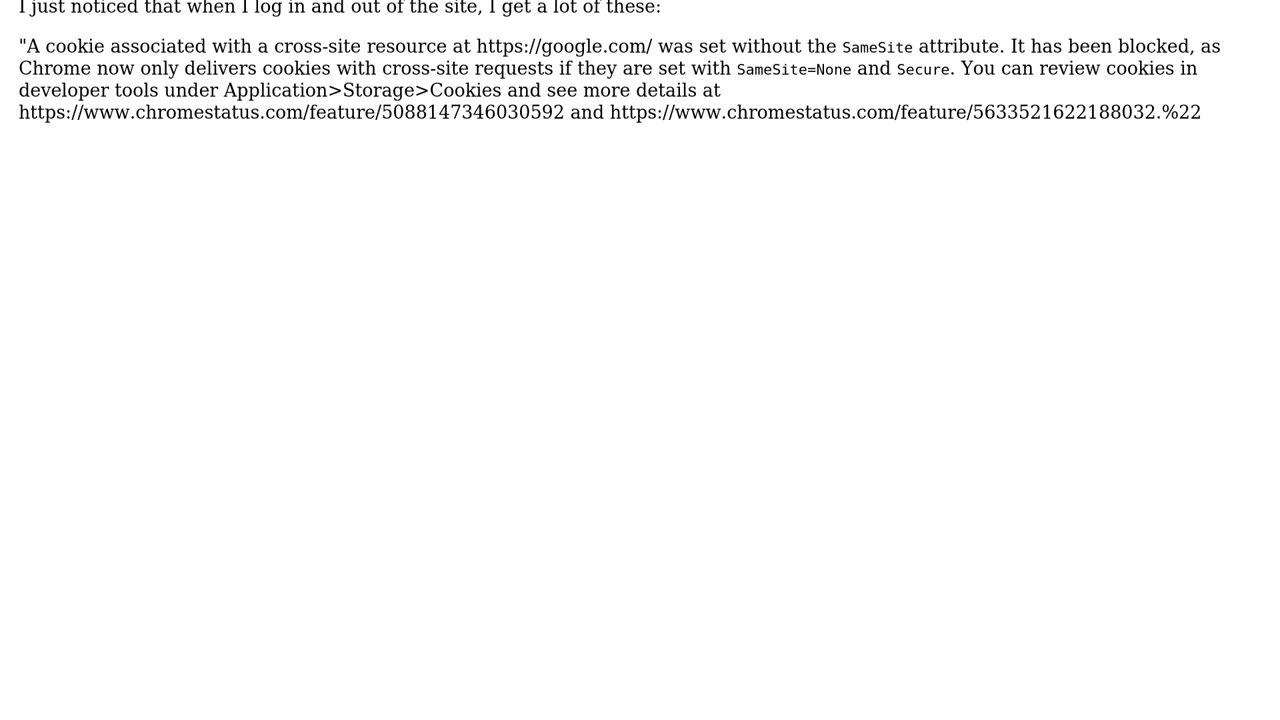 I just noticed that when I log in and out of the site, I get a lot of these:
"A cookie associated with a cross-site resource at https://google.com/ was set without the SameSite attribute. It has been blocked, as
Chrome now only delivers cookies with cross-site requests if they are set with SameSite=None and Secure. You can review cookies in
developer tools under Application>Storage>Cookies and see more details at
https://www.chromestatus.com/feature/5088147346030592 and https://www.chromestatus.com/feature/5633521622188032.%22